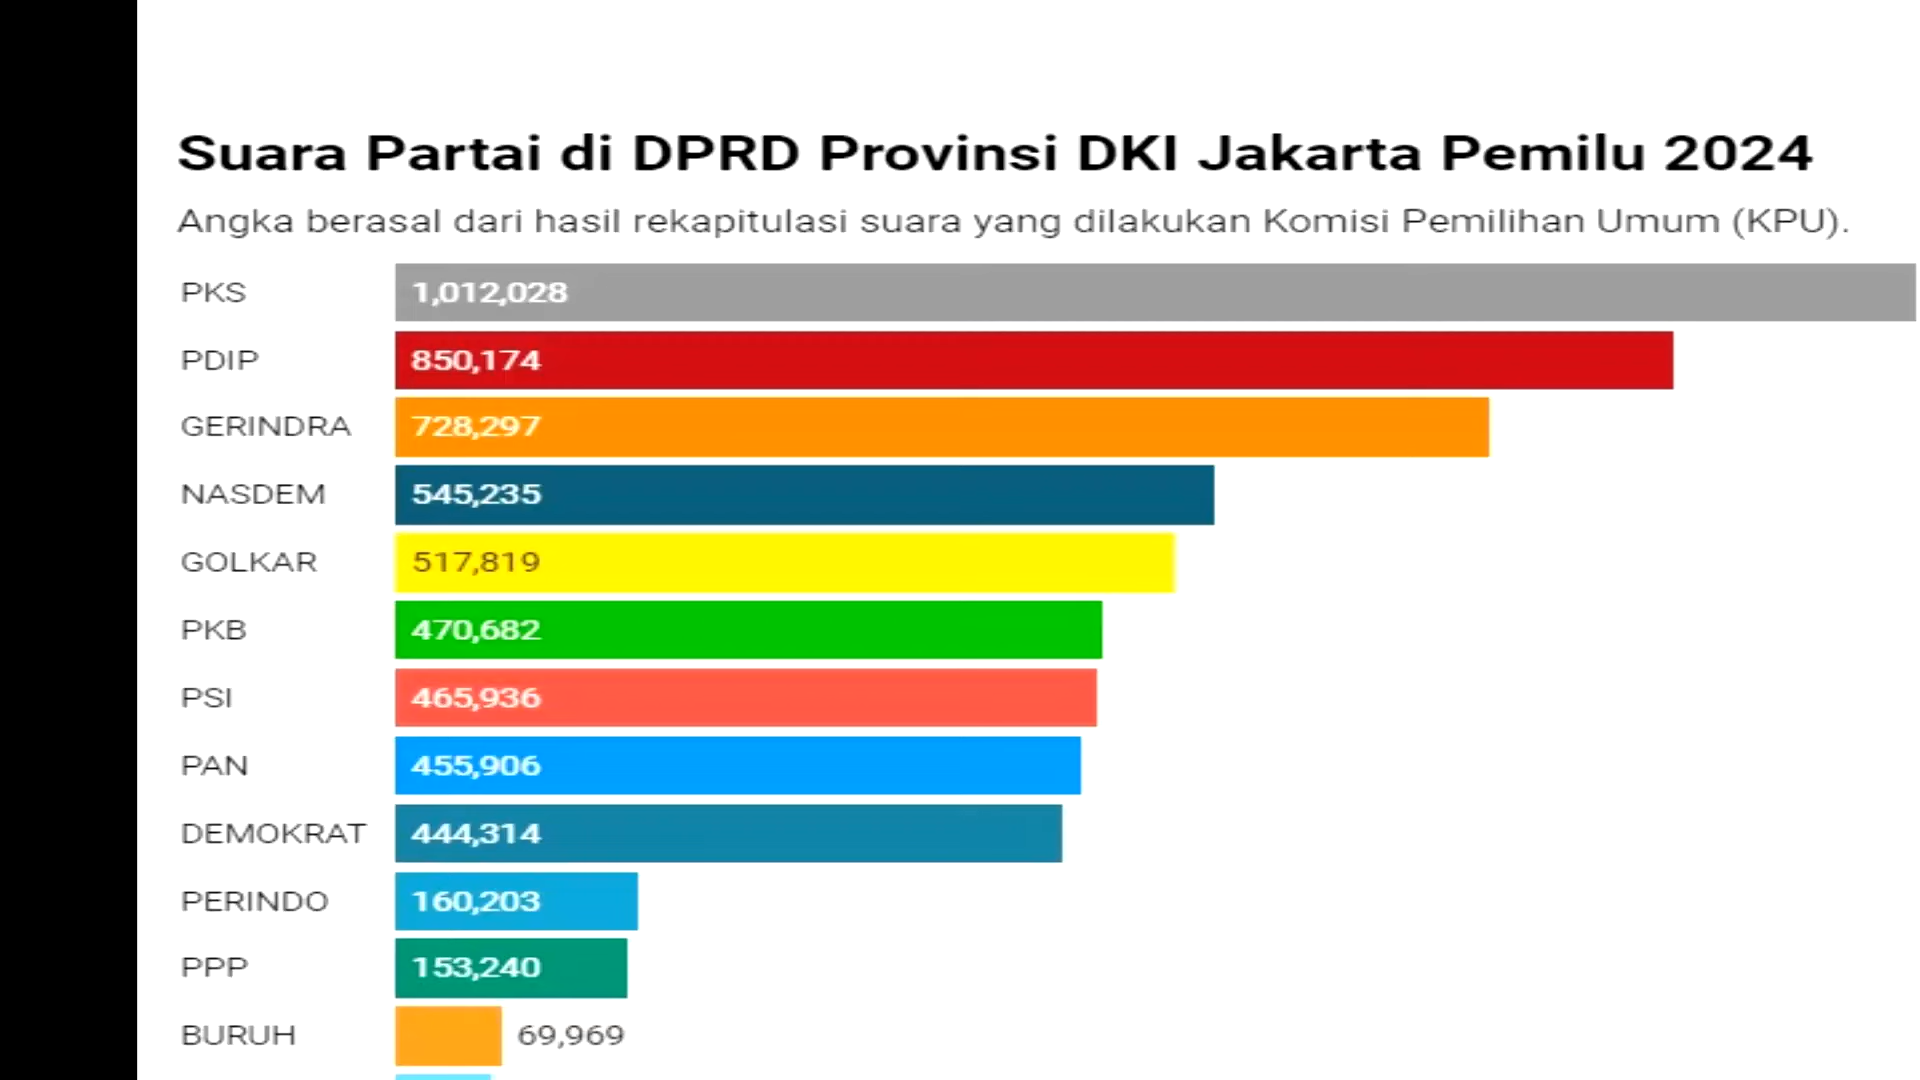 Suara Partai di DPRD Provinsi DKI Jakarta Pemilu 2024
Angka berasal dari hasil rekapitulasi suara yang dilakukan Komisi Pemilihan Umum (KPU).
PKS 1,012,028
PDIP 850,174
GERINDRA 728,297
NASDEM 545,235
GOLKAR 517,819
PKB 470,682
PSI 465,936
PAN 455,906
DEMOKRAT 444,314
PERINDO 160,203
PPP 153,240
BURUH 69,969